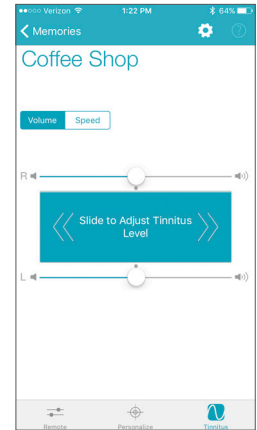 Verizon 1:22 PM 64%
Memories
Coffee Shop
Volume Speed
R
Slide to Adjust Tinnitus
Level
L
Remote Personalize Tinnitus